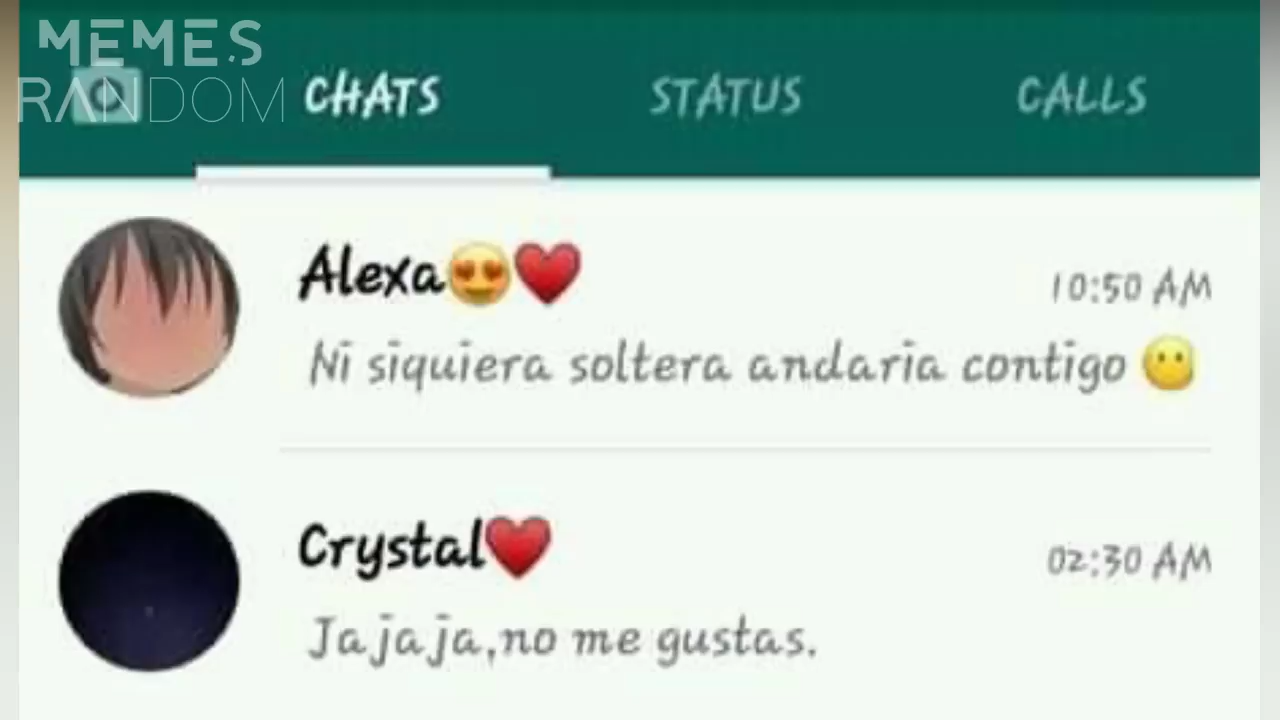 MEMES
RANDOM
CHATS
STATUS
CALLS
Alexa😍❤️
10:50 AM
Ni siquiera soltera andaria contigo 😶
Crystal❤️
02:30 AM
Jajaja,no me gustas.